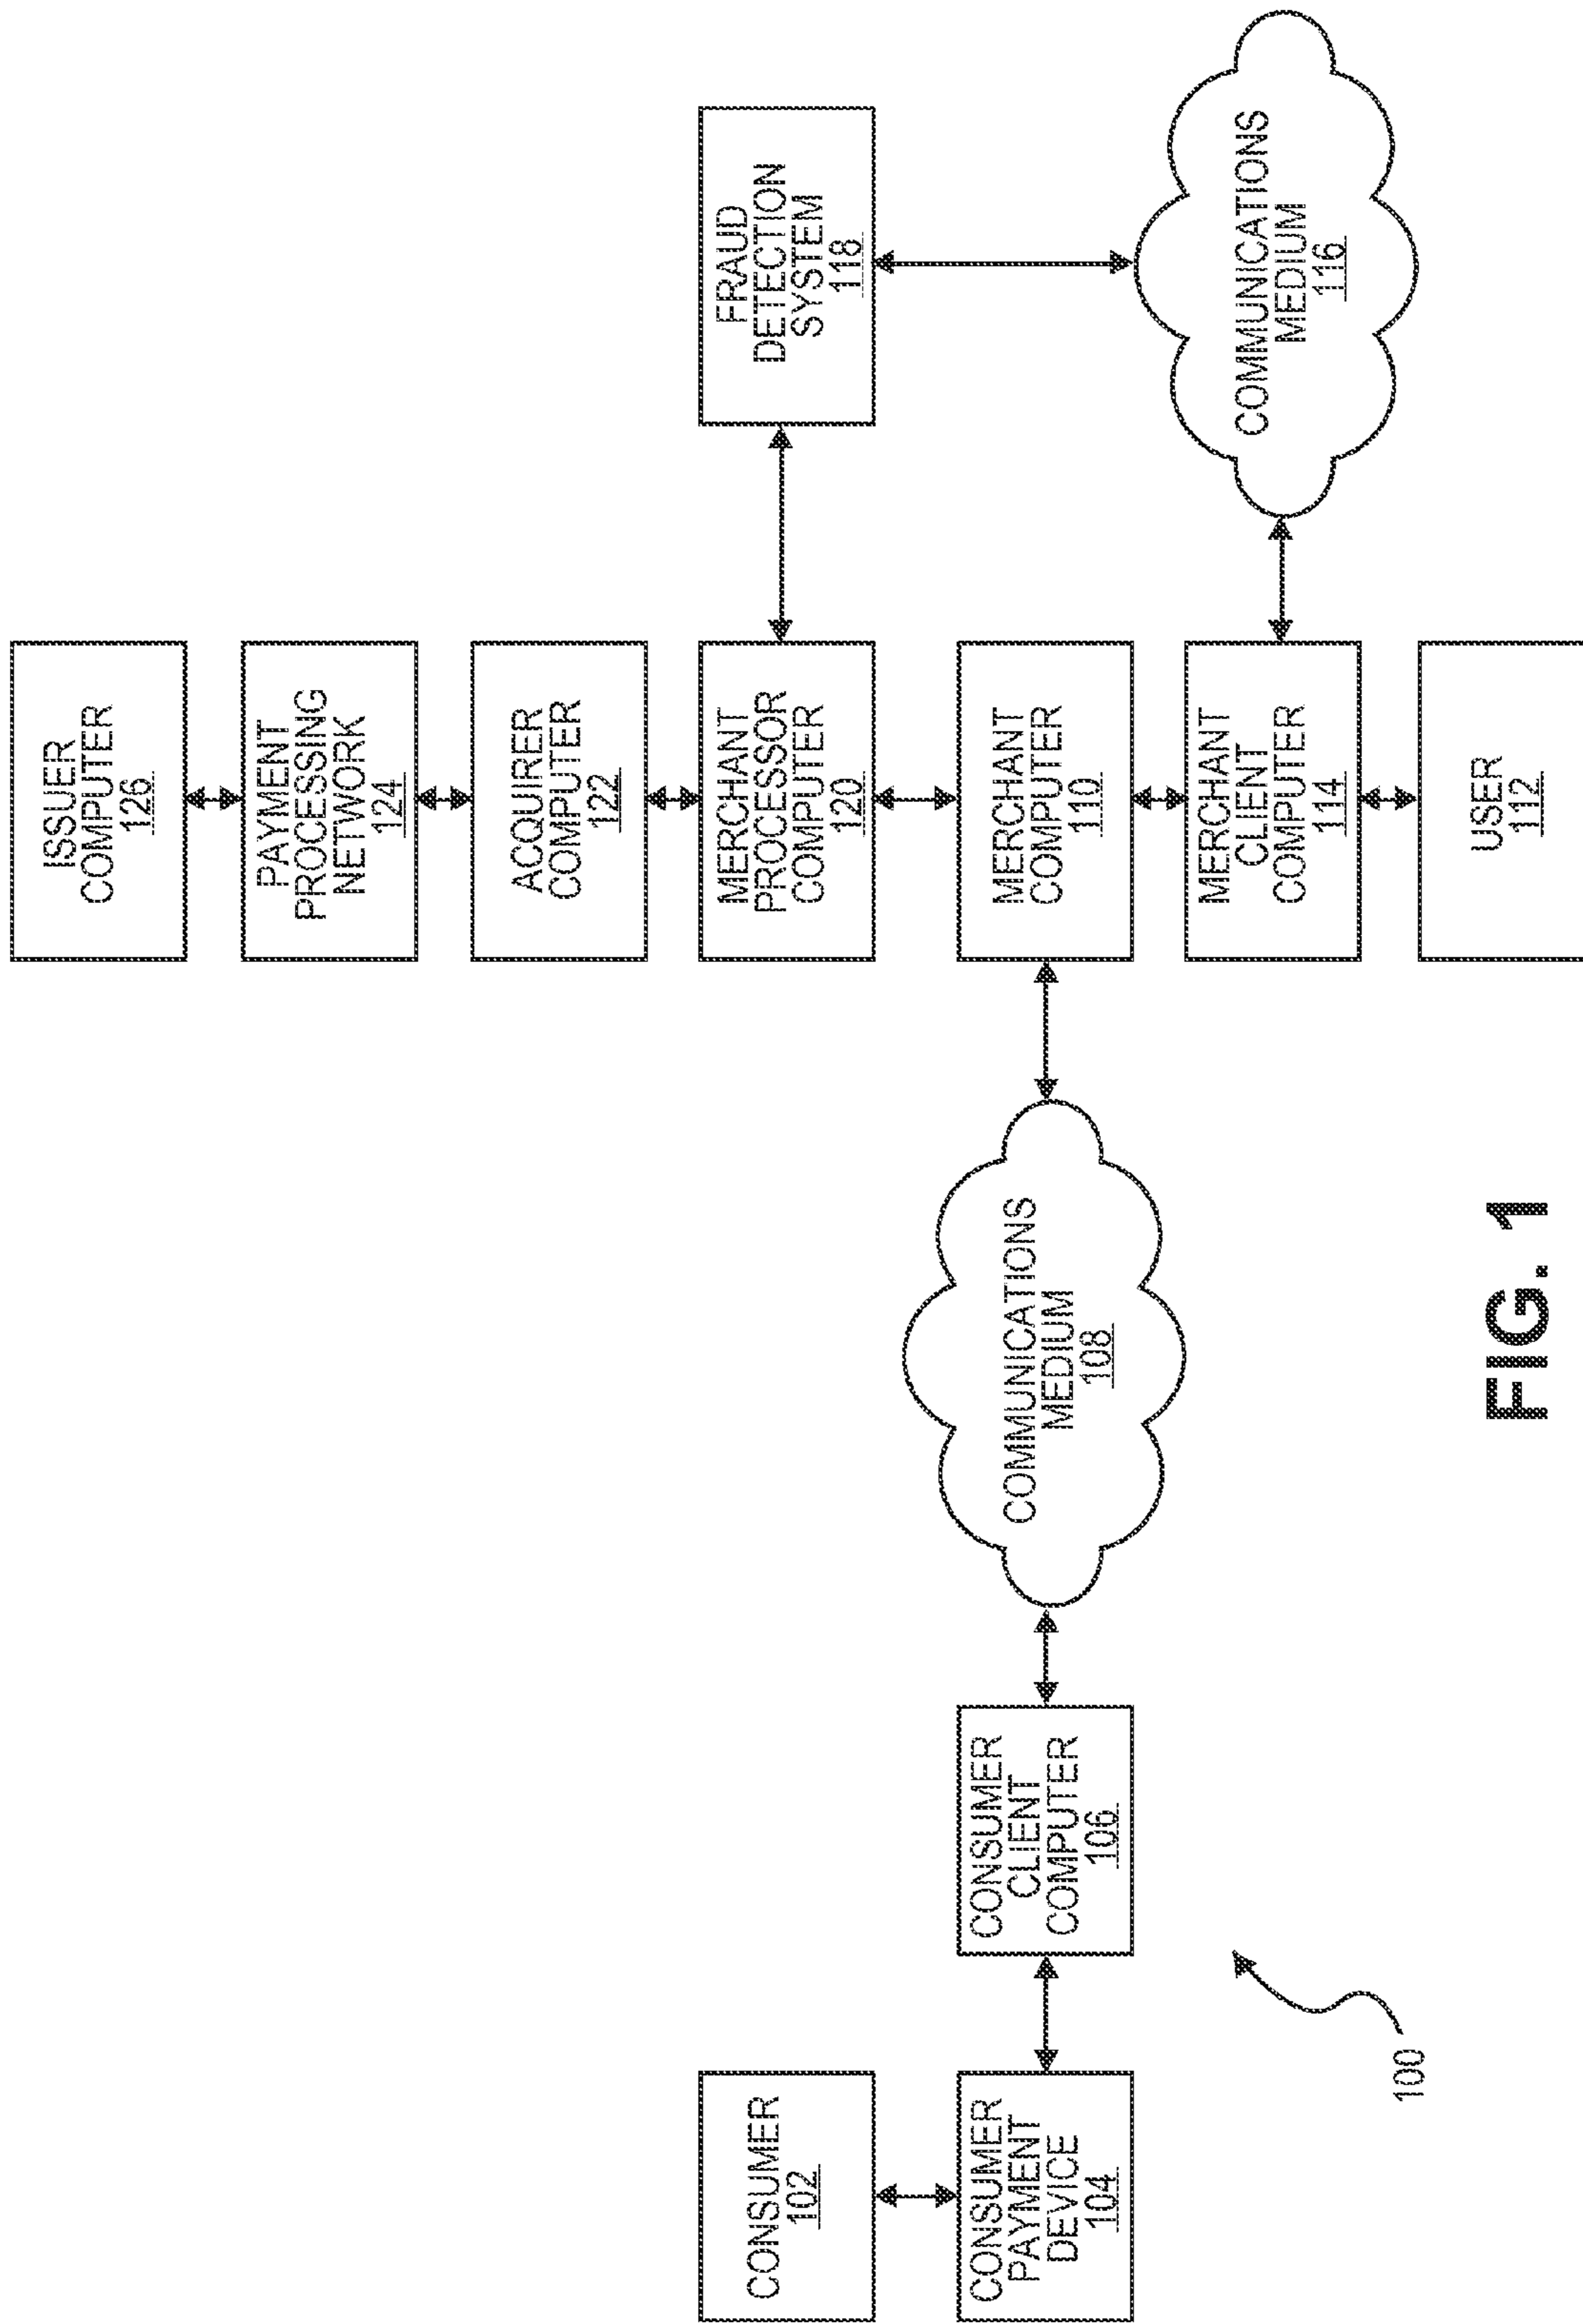 ISSUER
COMPUTER
126
PAYMENT
PROCESSING
NETWORK
124
ACQUIRER
COMPUTER
122
CONSUMER
102
MERCHANT
PROCESSOR
COMPUTER
120
FRAUD
DETECTION
SYSTEM
118
CONSUMER
PAYMENT
DEVICE
104
CONSUMER
CLIENT
COMPUTER
106
COMMUNICATIONS
MEDIUM
108
MERCHANT
COMPUTER
110
MERCHANT
CLIENT
COMPUTER
114
COMMUNICATIONS
MEDIUM
116
100
USER
112
FIG. 1